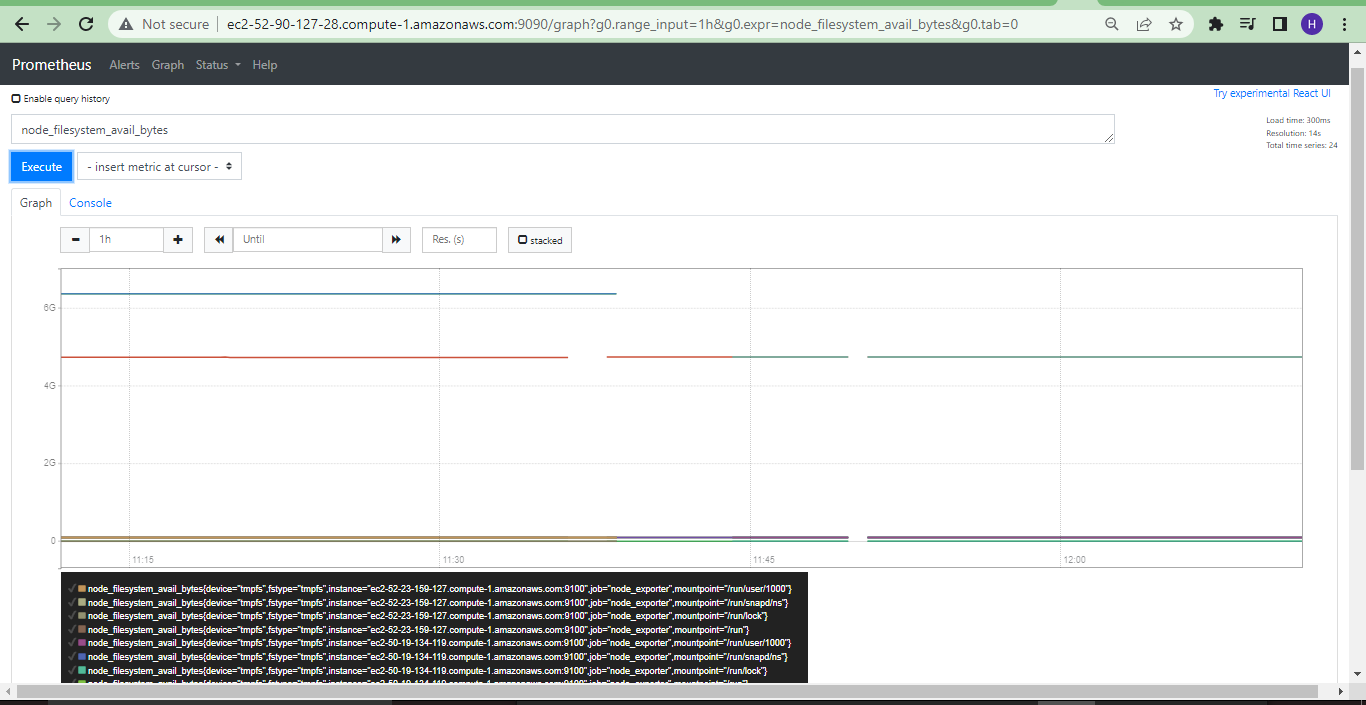 Not secure | ec2-52-90-127-28.compute-1.amazonaws.com:9090/graph?g0.range_input=1h&g0.expr=node_filesystem_avail_bytes&g0.tab=0
H
Prometheus Alerts Graph Status Help
Enable query history
Try experimental React UI
node_filesystem_avail_bytes
Load time: 300ms
Resolution: 14s
Total time series: 24
Execute - insert metric at cursor -
Graph Console
1h Until Res. (s) stacked
6G
4G
2G
0
11:15 11:30 11:45 12:00
node_filesystem_avail_bytes{device="tmpfs",fstype="tmpfs",instance="ec2-52-23-159-127.compute-1.amazonaws.com:9100",job="node_exporter",mountpoint="/run/user/1000"}
node_filesystem_avail_bytes{device="tmpfs",fstype="tmpfs",instance="ec2-52-23-159-127.compute-1.amazonaws.com:9100",job="node_exporter",mountpoint="/run/snapd/ns"}
node_filesystem_avail_bytes{device="tmpfs",fstype="tmpfs",instance="ec2-52-23-159-127.compute-1.amazonaws.com:9100",job="node_exporter",mountpoint="/run/lock"}
node_filesystem_avail_bytes{device="tmpfs",fstype="tmpfs",instance="ec2-52-23-159-127.compute-1.amazonaws.com:9100",job="node_exporter",mountpoint="/run"}
node_filesystem_avail_bytes{device="tmpfs",fstype="tmpfs",instance="ec2-50-19-134-119.compute-1.amazonaws.com:9100",job="node_exporter",mountpoint="/run/user/1000"}
node_filesystem_avail_bytes{device="tmpfs",fstype="tmpfs",instance="ec2-50-19-134-119.compute-1.amazonaws.com:9100",job="node_exporter",mountpoint="/run/snapd/ns"}
node_filesystem_avail_bytes{device="tmpfs",fstype="tmpfs",instance="ec2-50-19-134-119.compute-1.amazonaws.com:9100",job="node_exporter",mountpoint="/run/lock"}